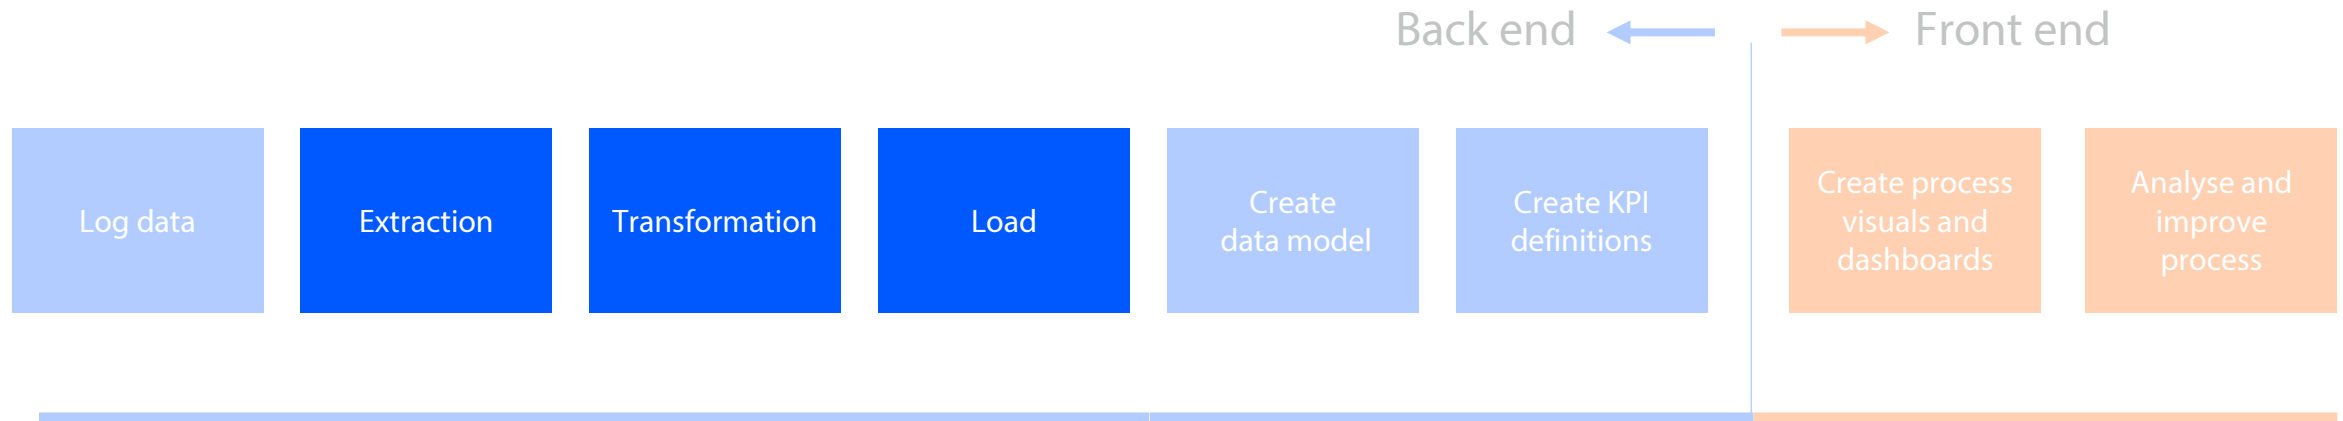 Back end
Front end
Log data
Extraction
Transformation
Load
Create
data model
Create KPI
definitions
Create process
visuals and
dashboards
Analyse and
improve
process